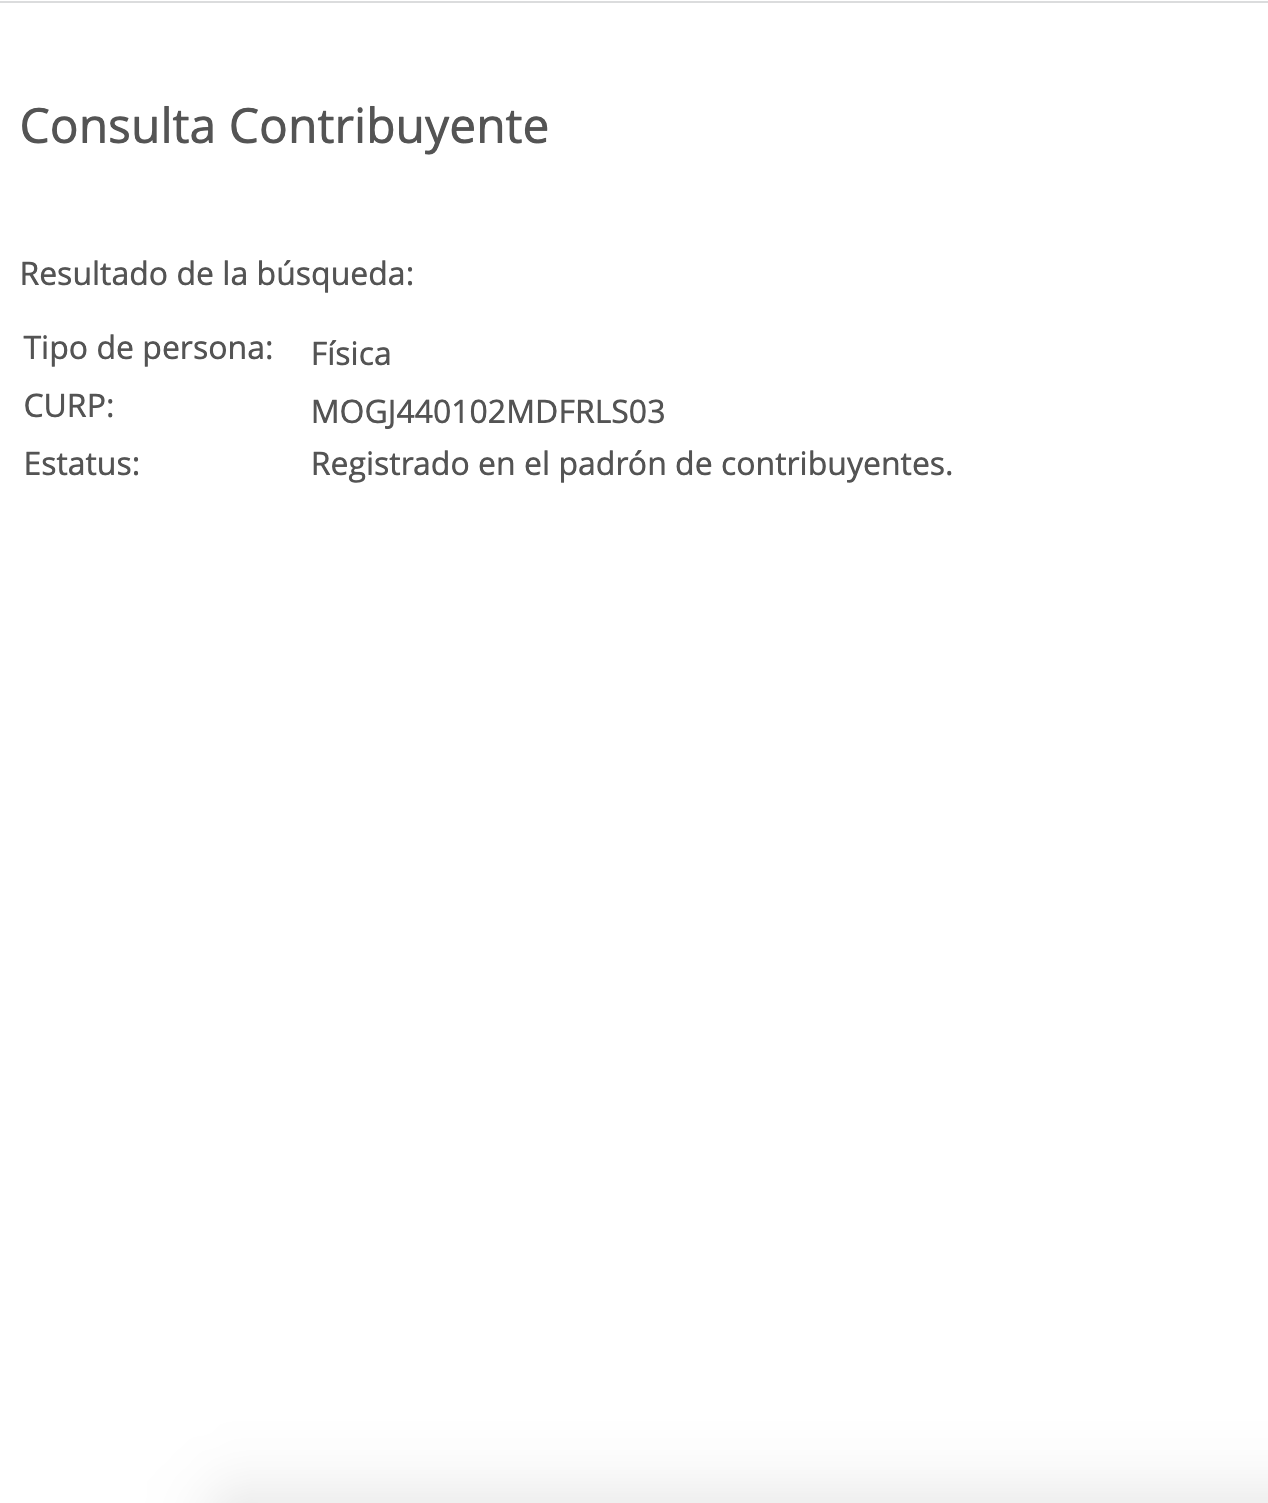 Consulta Contribuyente
Resultado de la búsqueda:
Tipo de persona: Física
CURP: MOGJ440102MDFRLS03
Estatus: Registrado en el padrón de contribuyentes.